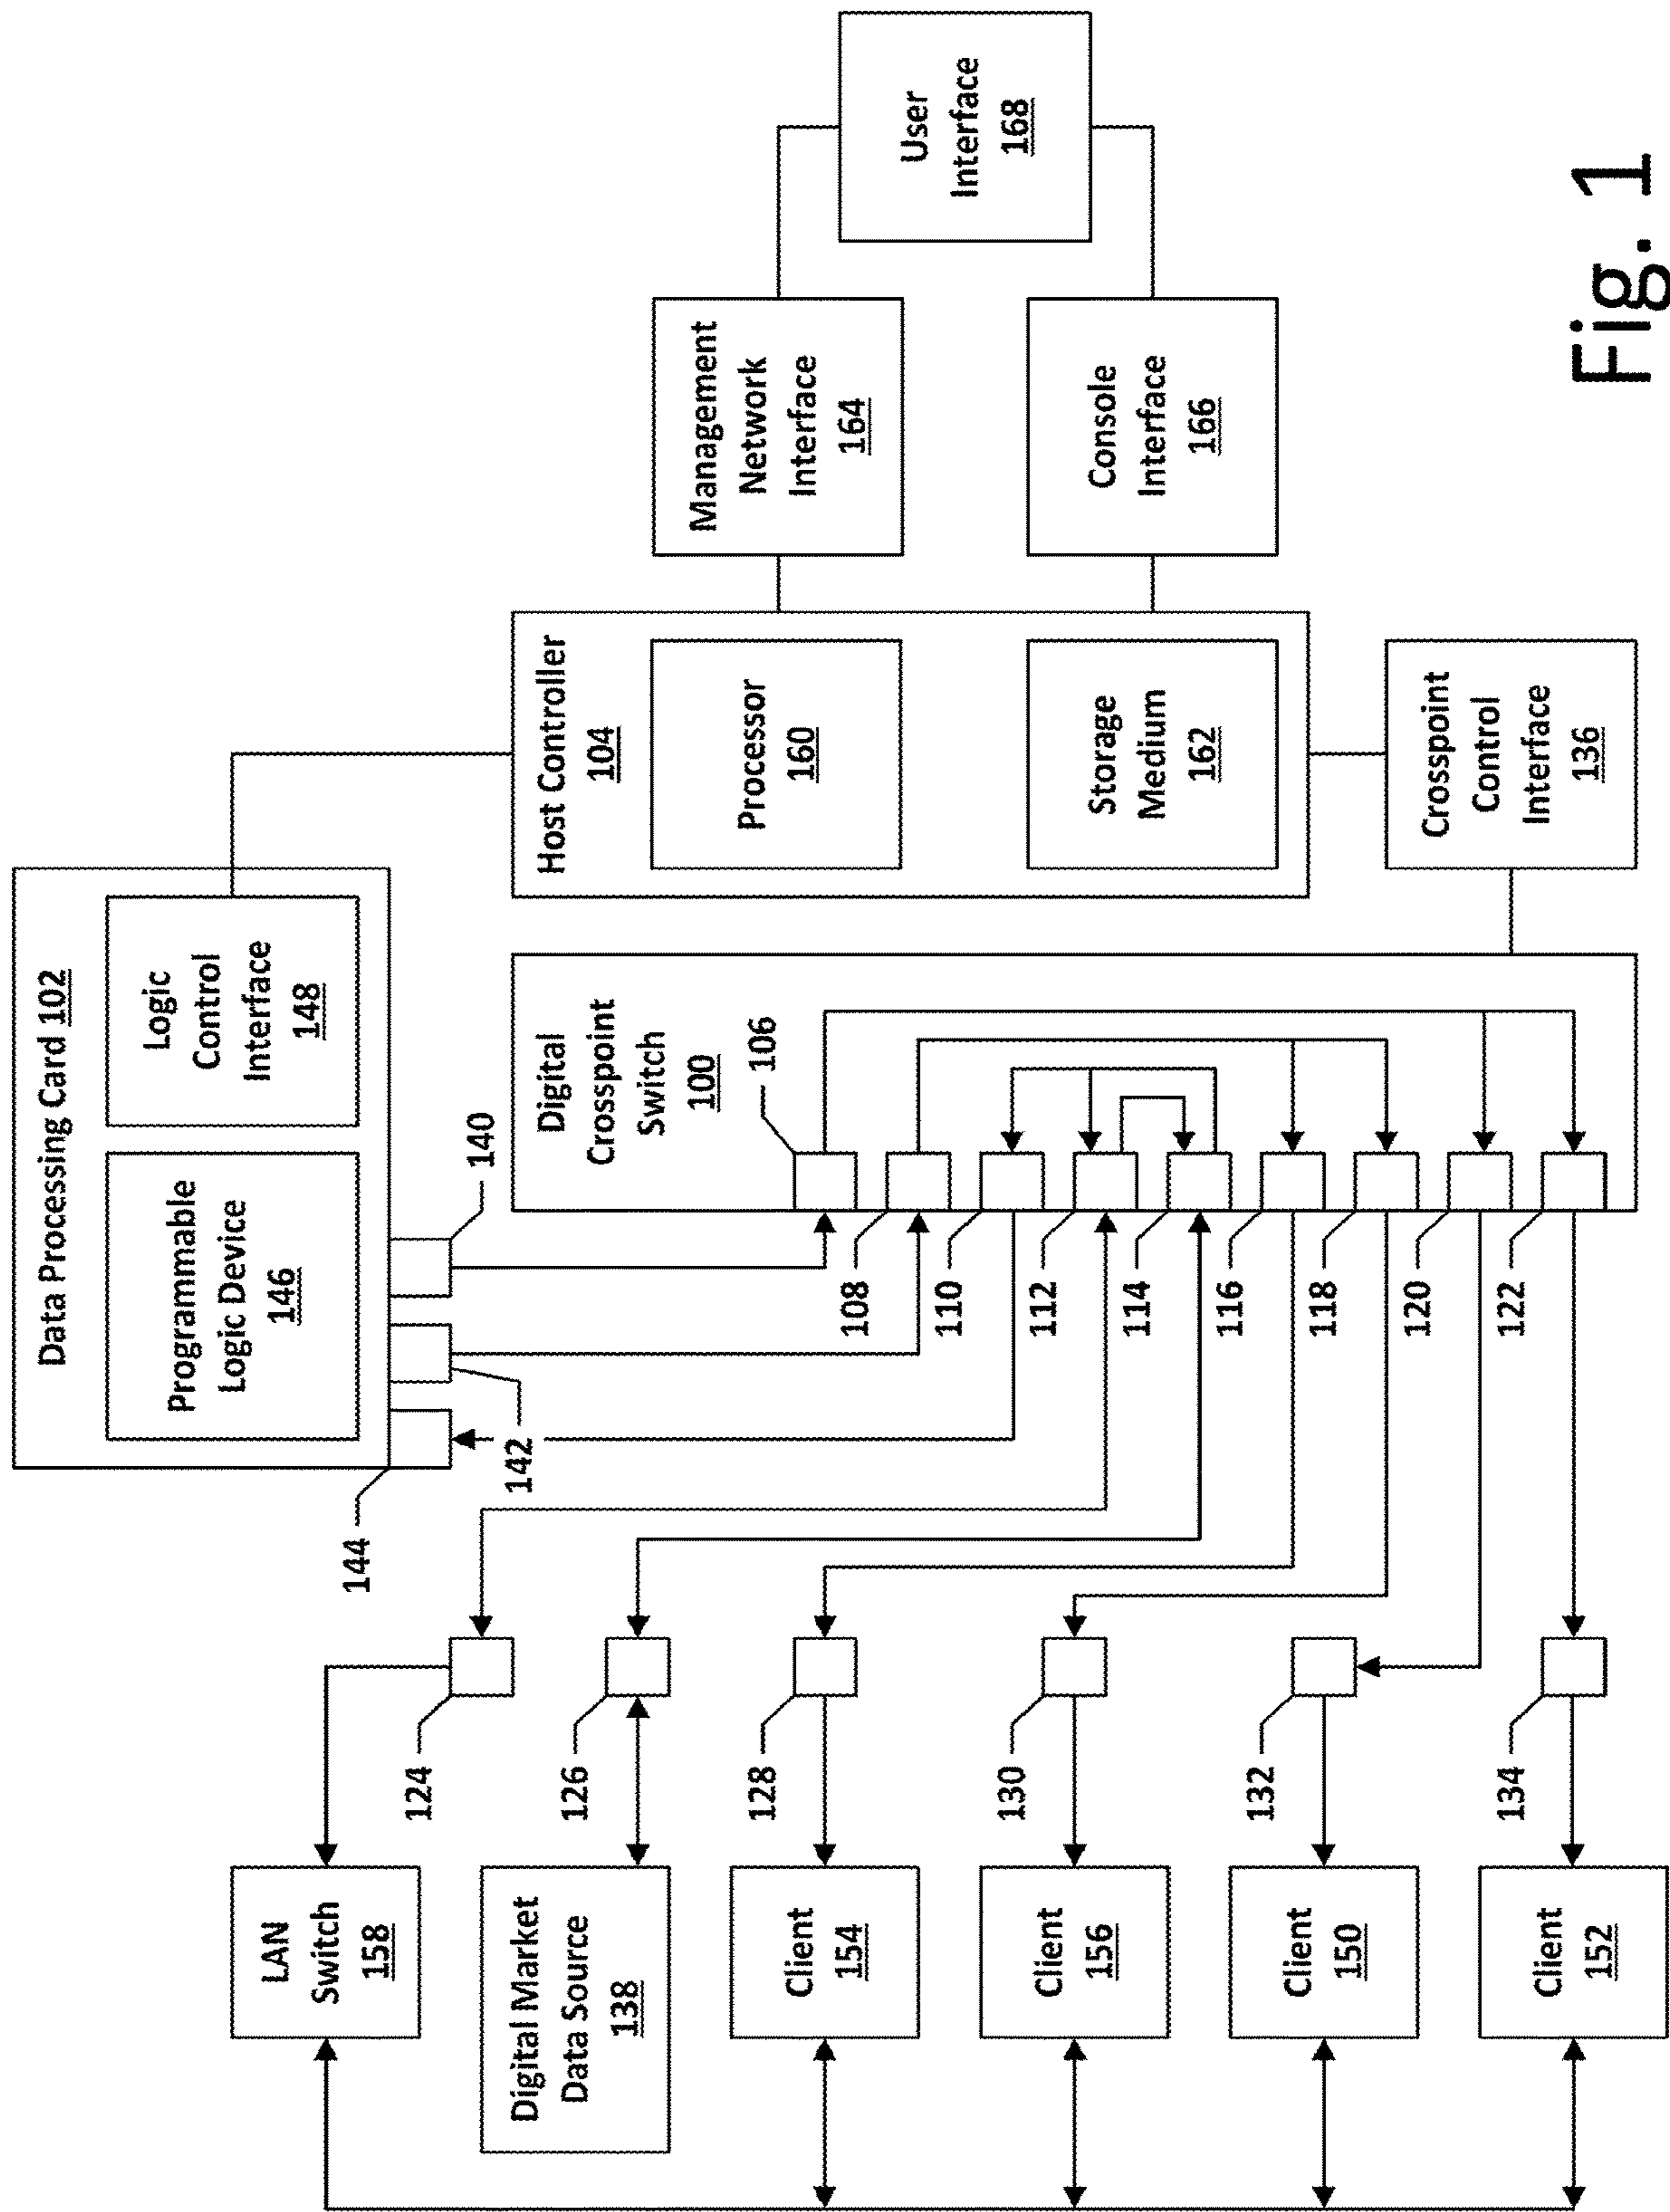 LAN
Switch
158
Digital Market
Data Source
138
Client
154
Client
156
Client
150
Client
152
124
126
128
130
132
134
144
142
140
Data Processing Card 102
Programmable
Logic Device
146
Logic
Control
Interface
148
Digital
Crosspoint
Switch
100
106
108
110
112
114
116
118
120
122
Host Controller
104
Processor
160
Storage
Medium
162
Crosspoint
Control
Interface
136
Management
Network
Interface
164
Console
Interface
166
User
Interface
168
Fig. 1